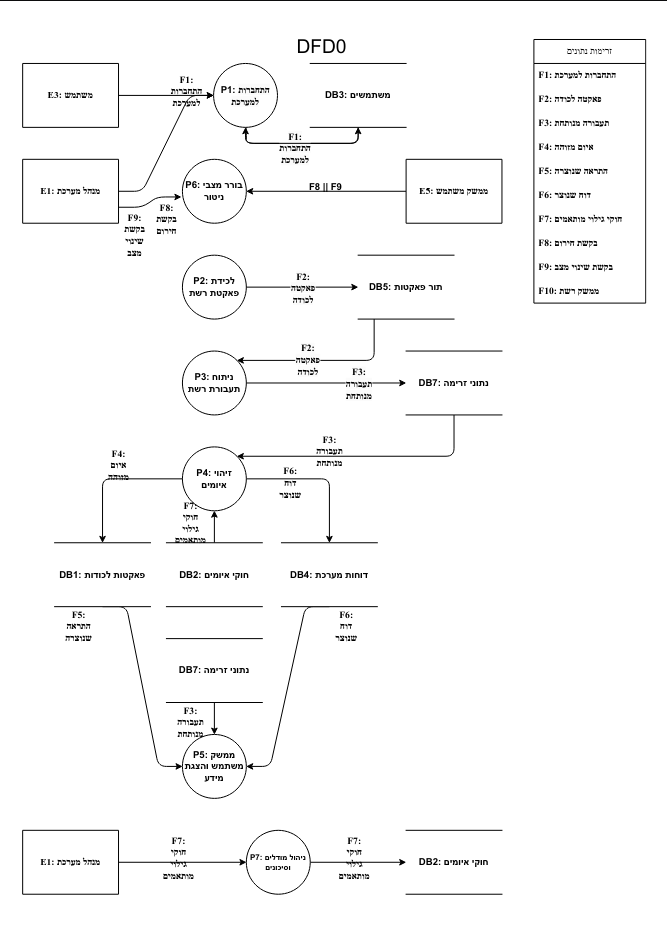 DFD0
זרימות נתונים
F1: התחברות למערכת
F2: פאקטה לכודה
F3: תעבורה מנותחת
F4: איום מזוהה
F5: התראה שנוצרה
F6: דוח שנוצר
F7: חוקי גילוי מותאמים
F8: בקשת חירום
F9: בקשת שינוי מצב
F10: ממשק רשת
E3: משתמש
F1:
התחברות
למערכת
P1: התחברות
למערכת
DB3: משתמשים
F1:
התחברות
למערכת
E1: מנהל מערכת
F9:
בקשת
שינוי
מצב
F8:
בקשת
חירום
P6: בורר מצבי
ניטור
F8 || F9
E5: ממשק משתמש
P2: לכידת
פאקטת רשת
F2:
פאקטה
לכודה
DB5: תור פאקטות
F2:
פאקטה
לכודה
P3: ניתוח
תעבורת רשת
F3:
תעבורה
מנותחת
DB7: נתוני זרימה
F3:
תעבורה
מנותחת
F4:
איום
מזוהה
P4: זיהוי
איומים
F6:
דוח
שנוצר
F7:
חוקי
גילוי
מותאמים
DB1: פאקטות לכודות
DB2: חוקי איומים
DB4: דוחות מערכת
F5:
התראה
שנוצרה
F6:
דוח
שנוצר
DB7: נתוני זרימה
F3:
תעבורה
מנותחת
P5: ממשק
משתמש והצגת
מידע
E1: מנהל מערכת
F7:
חוקי
גילוי
מותאמים
P7: ניהול מודלים
וסיכונים
F7:
חוקי
גילוי
מותאמים
DB2: חוקי איומים